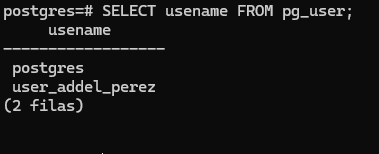 postgres=# SELECT usename FROM pg_user;
usename
------------------
postgres
user_addel_perez
(2 filas)